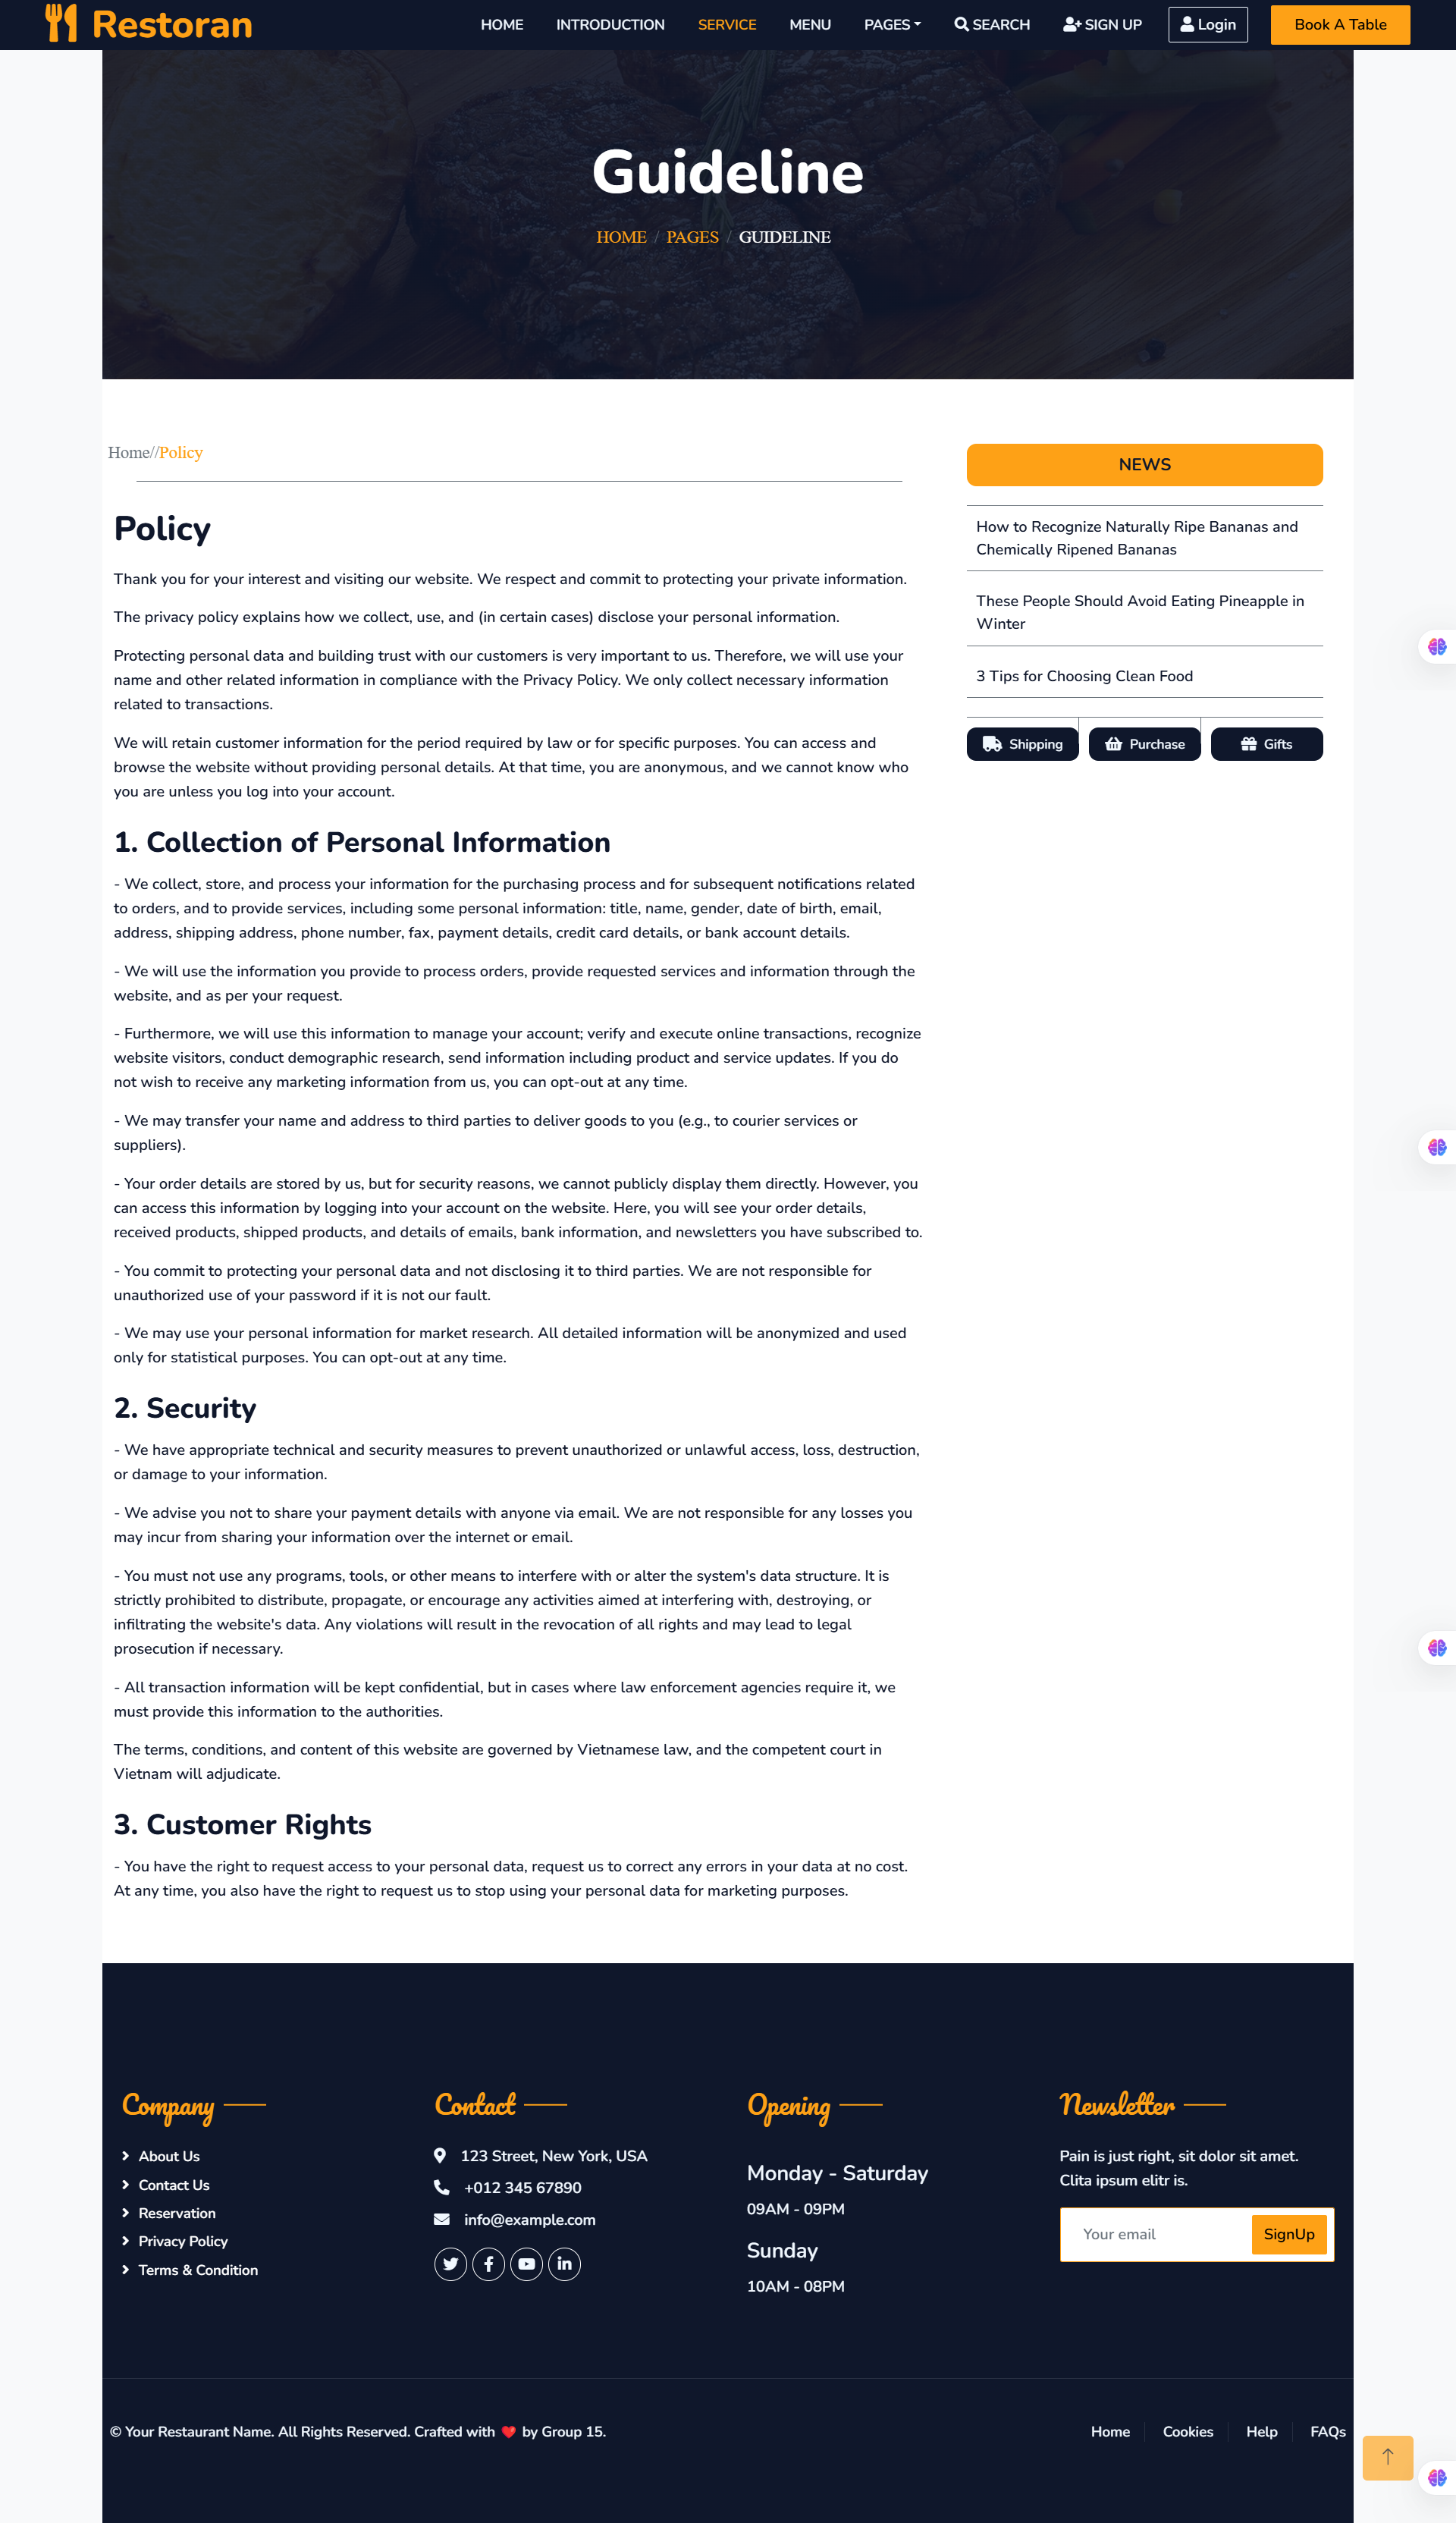 Restoran
HOME INTRODUCTION SERVICE MENU PAGES SEARCH SIGN UP Login Book A Table
Guideline
HOME / PAGES / GUIDELINE
Home//Policy
Policy
Thank you for your interest and visiting our website. We respect and commit to protecting your private information.
The privacy policy explains how we collect, use, and (in certain cases) disclose your personal information.
Protecting personal data and building trust with our customers is very important to us. Therefore, we will use your
name and other related information in compliance with the Privacy Policy. We only collect necessary information
related to transactions.
We will retain customer information for the period required by law or for specific purposes. You can access and
browse the website without providing personal details. At that time, you are anonymous, and we cannot know who
you are unless you log into your account.
1. Collection of Personal Information
- We collect, store, and process your information for the purchasing process and for subsequent notifications related
to orders, and to provide services, including some personal information: title, name, gender, date of birth, email,
address, shipping address, phone number, fax, payment details, credit card details, or bank account details.
- We will use the information you provide to process orders, provide requested services and information through the
website, and as per your request.
- Furthermore, we will use this information to manage your account; verify and execute online transactions, recognize
website visitors, conduct demographic research, send information including product and service updates. If you do
not wish to receive any marketing information from us, you can opt-out at any time.
- We may transfer your name and address to third parties to deliver goods to you (e.g., to courier services or
suppliers).
- Your order details are stored by us, but for security reasons, we cannot publicly display them directly. However, you
can access this information by logging into your account on the website. Here, you will see your order details,
received products, shipped products, and details of emails, bank information, and newsletters you have subscribed to.
- You commit to protecting your personal data and not disclosing it to third parties. We are not responsible for
unauthorized use of your password if it is not our fault.
- We may use your personal information for market research. All detailed information will be anonymized and used
only for statistical purposes. You can opt-out at any time.
2. Security
- We have appropriate technical and security measures to prevent unauthorized or unlawful access, loss, destruction,
or damage to your information.
- We advise you not to share your payment details with anyone via email. We are not responsible for any losses you
may incur from sharing your information over the internet or email.
- You must not use any programs, tools, or other means to interfere with or alter the system's data structure. It is
strictly prohibited to distribute, propagate, or encourage any activities aimed at interfering with, destroying, or
infiltrating the website's data. Any violations will result in the revocation of all rights and may lead to legal
prosecution if necessary.
- All transaction information will be kept confidential, but in cases where law enforcement agencies require it, we
must provide this information to the authorities.
The terms, conditions, and content of this website are governed by Vietnamese law, and the competent court in
Vietnam will adjudicate.
3. Customer Rights
- You have the right to request access to your personal data, request us to correct any errors in your data at no cost.
At any time, you also have the right to request us to stop using your personal data for marketing purposes.
NEWS
How to Recognize Naturally Ripe Bananas and
Chemically Ripened Bananas
These People Should Avoid Eating Pineapple in
Winter
3 Tips for Choosing Clean Food
Shipping Purchase Gifts
Company
About Us
Contact Us
Reservation
Privacy Policy
Terms & Condition
Contact
123 Street, New York, USA
+012 345 67890
info@example.com
Opening
Monday - Saturday
09AM - 09PM
Sunday
10AM - 08PM
Newsletter
Pain is just right, sit dolor sit amet.
Clita ipsum elitr is.
Your email SignUp
© Your Restaurant Name. All Rights Reserved. Crafted with ❤️ by Group 15.
Home Cookies Help FAQs